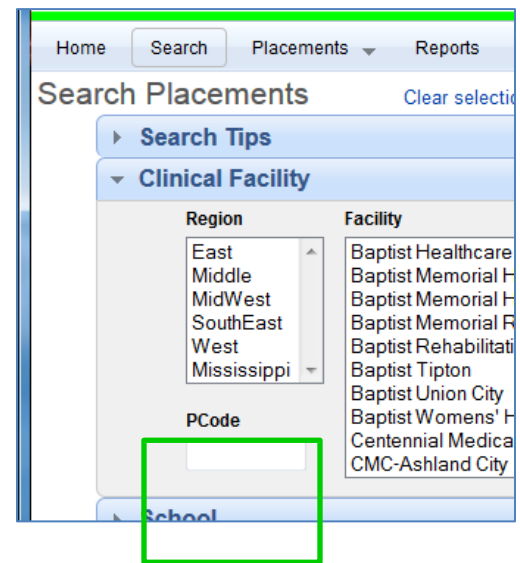 Home Search Placements Reports
Search Placements Clear selectio
Search Tips
Clinical Facility
Region Facility
East
Middle
MidWest
SouthEast
West
Mississippi
PCode
Baptist Healthcare
Baptist Memorial H
Baptist Memorial H
Baptist Memorial R
Baptist Rehabilitati
Baptist Tipton
Baptist Union City
Baptist Womens' H
Centennial Medica
CMC-Ashland City
School